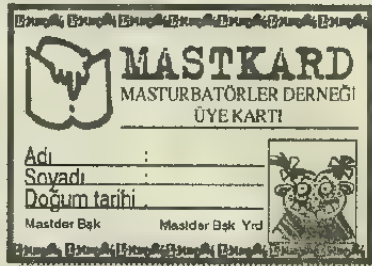 MASTKARD
MASTURBATÖRLER DERNEĞİ
ÜYE KARTI
Adı :
Soyadı :
Doğum tarihi :
Mastder Bşk Mastder Bşk Yrd